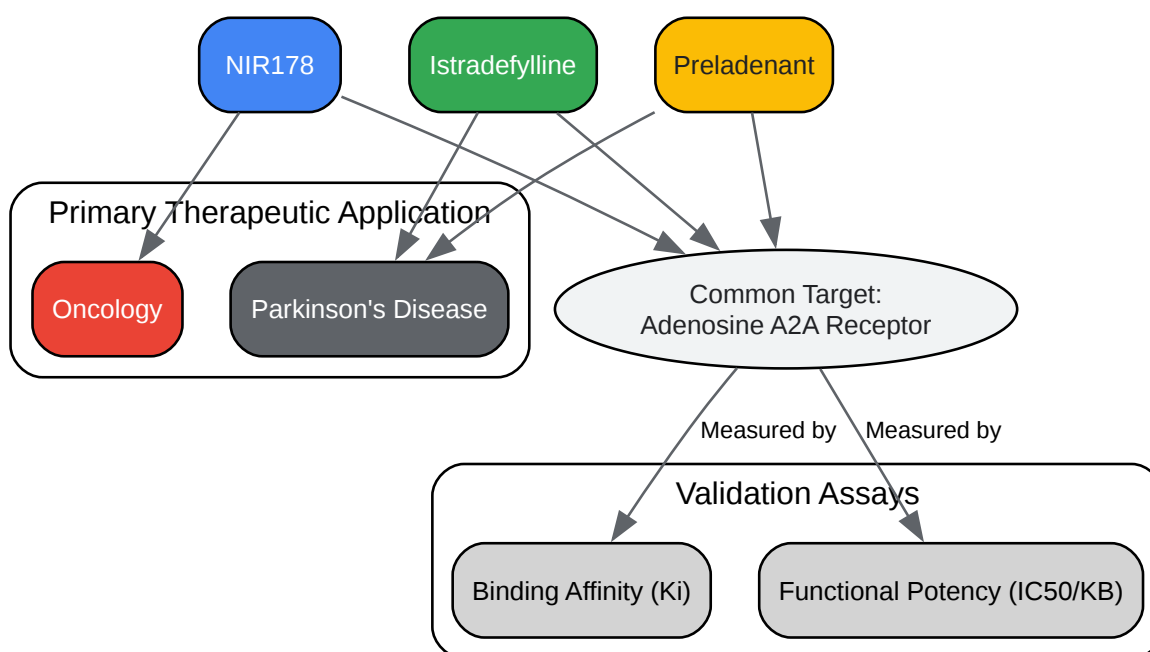 NIR178
Istradefylline
Preladenant
Primary Therapeutic Application
Oncology
Parkinson's Disease
Common Target:
Adenosine A2A Receptor
Measured by
Measured by
Validation Assays
Binding Affinity (Ki)
Functional Potency (IC50/KB)